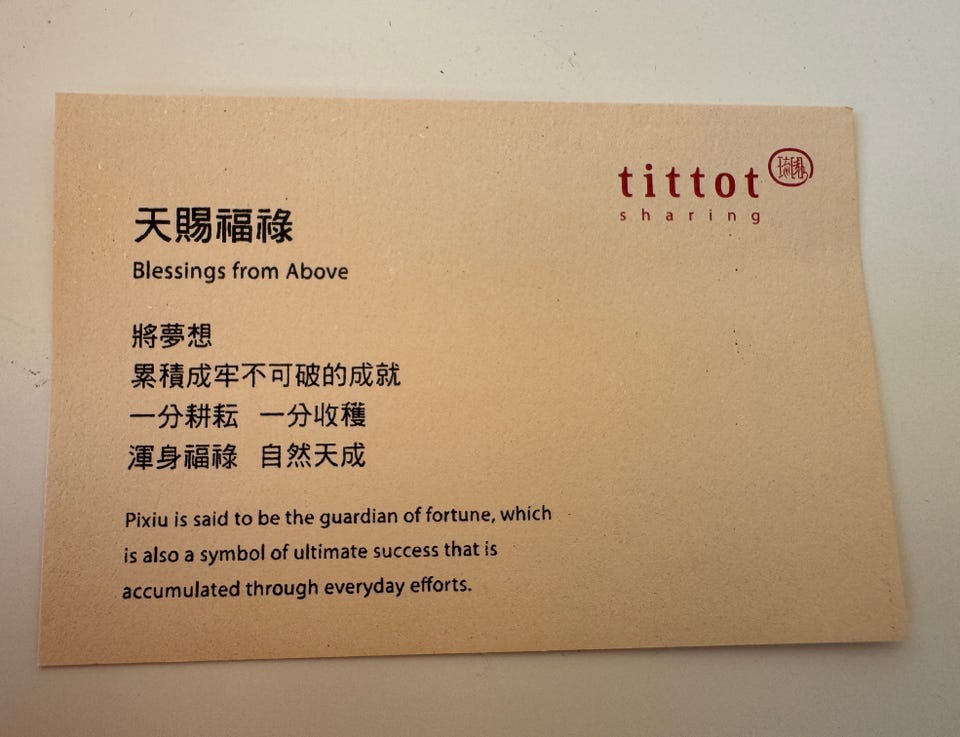 tittot
sharing
天賜福祿
Blessings from Above
將夢想
累積成牢不可破的成就
一分耕耘 一分收穫
渾身福祿 自然天成
Pixiu is said to be the guardian of fortune, which
is also a symbol of ultimate success that is
accumulated through everyday efforts.